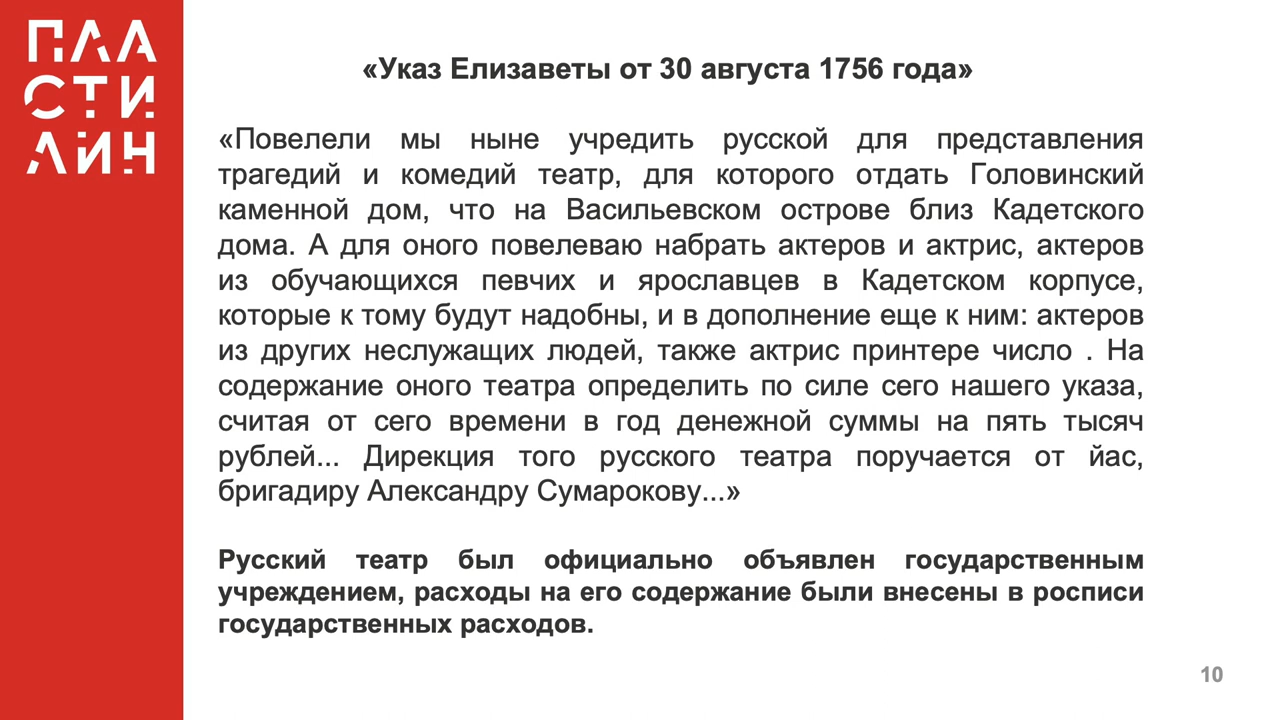 ПЛА
СТИ
ЛИН
«Указ Елизаветы от 30 августа 1756 года»
«Повелели мы ныне учредить русской для представления
трагедий и комедий театр, для которого отдать Головинский
каменной дом, что на Васильевском острове близ Кадетского
дома. А для оного повелеваю набрать актеров и актрис, актеров
из обучающихся певчих и ярославцев в Кадетском корпусе,
которые к тому будут надобны, и в дополнение еще к ним: актеров
из других неслужащих людей, также актрис принтере число . На
содержание оного театра определить по силе сего нашего указа,
считая от сего времени в год денежной суммы на пять тысяч
рублей... Дирекция того русского театра поручается от йас,
бригадиру Александру Сумарокову...»
Русский театр был официально объявлен государственным
учреждением, расходы на его содержание были внесены в росписи
государственных расходов.
10